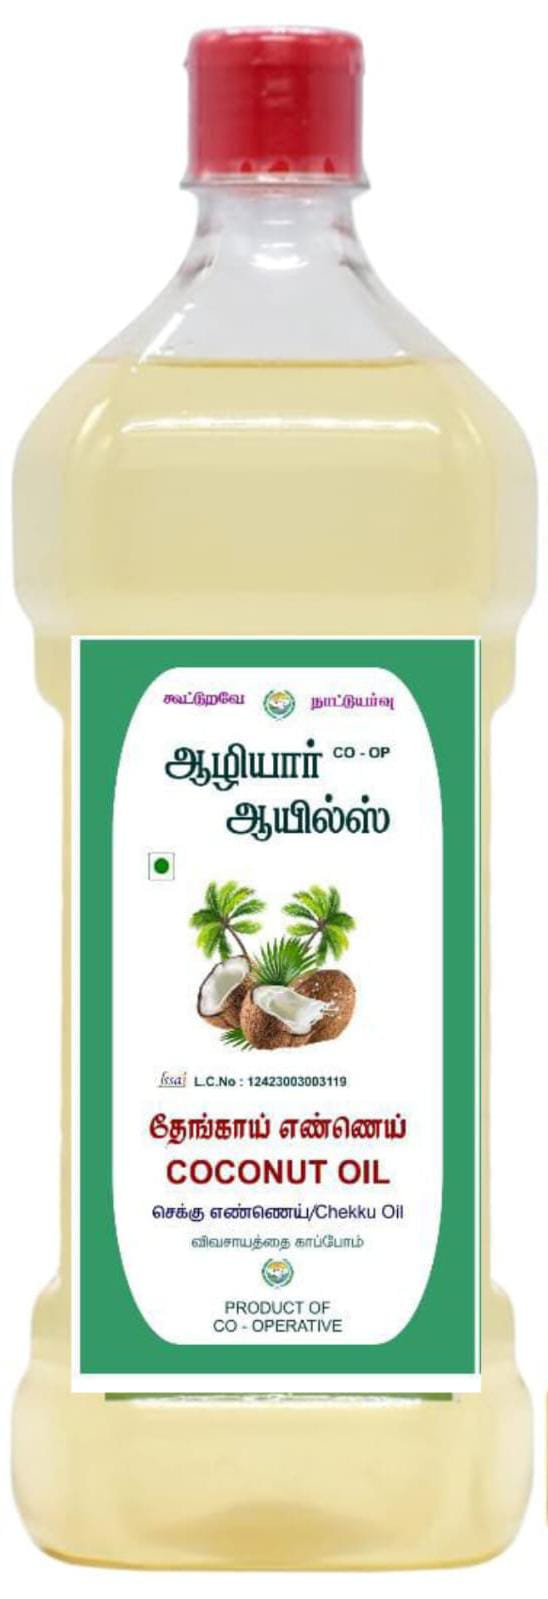 கூட்டுறவே நாட்டுயர்வு
ஆழியார் CO - OP
ஆயில்ஸ்
fssai L.C.No : 12423003003119
தேங்காய் எண்ணெய்
COCONUT OIL
செக்கு எண்ணெய்/Chekku Oil
விவசாயத்தை காப்போம்
PRODUCT OF
CO - OPERATIVE